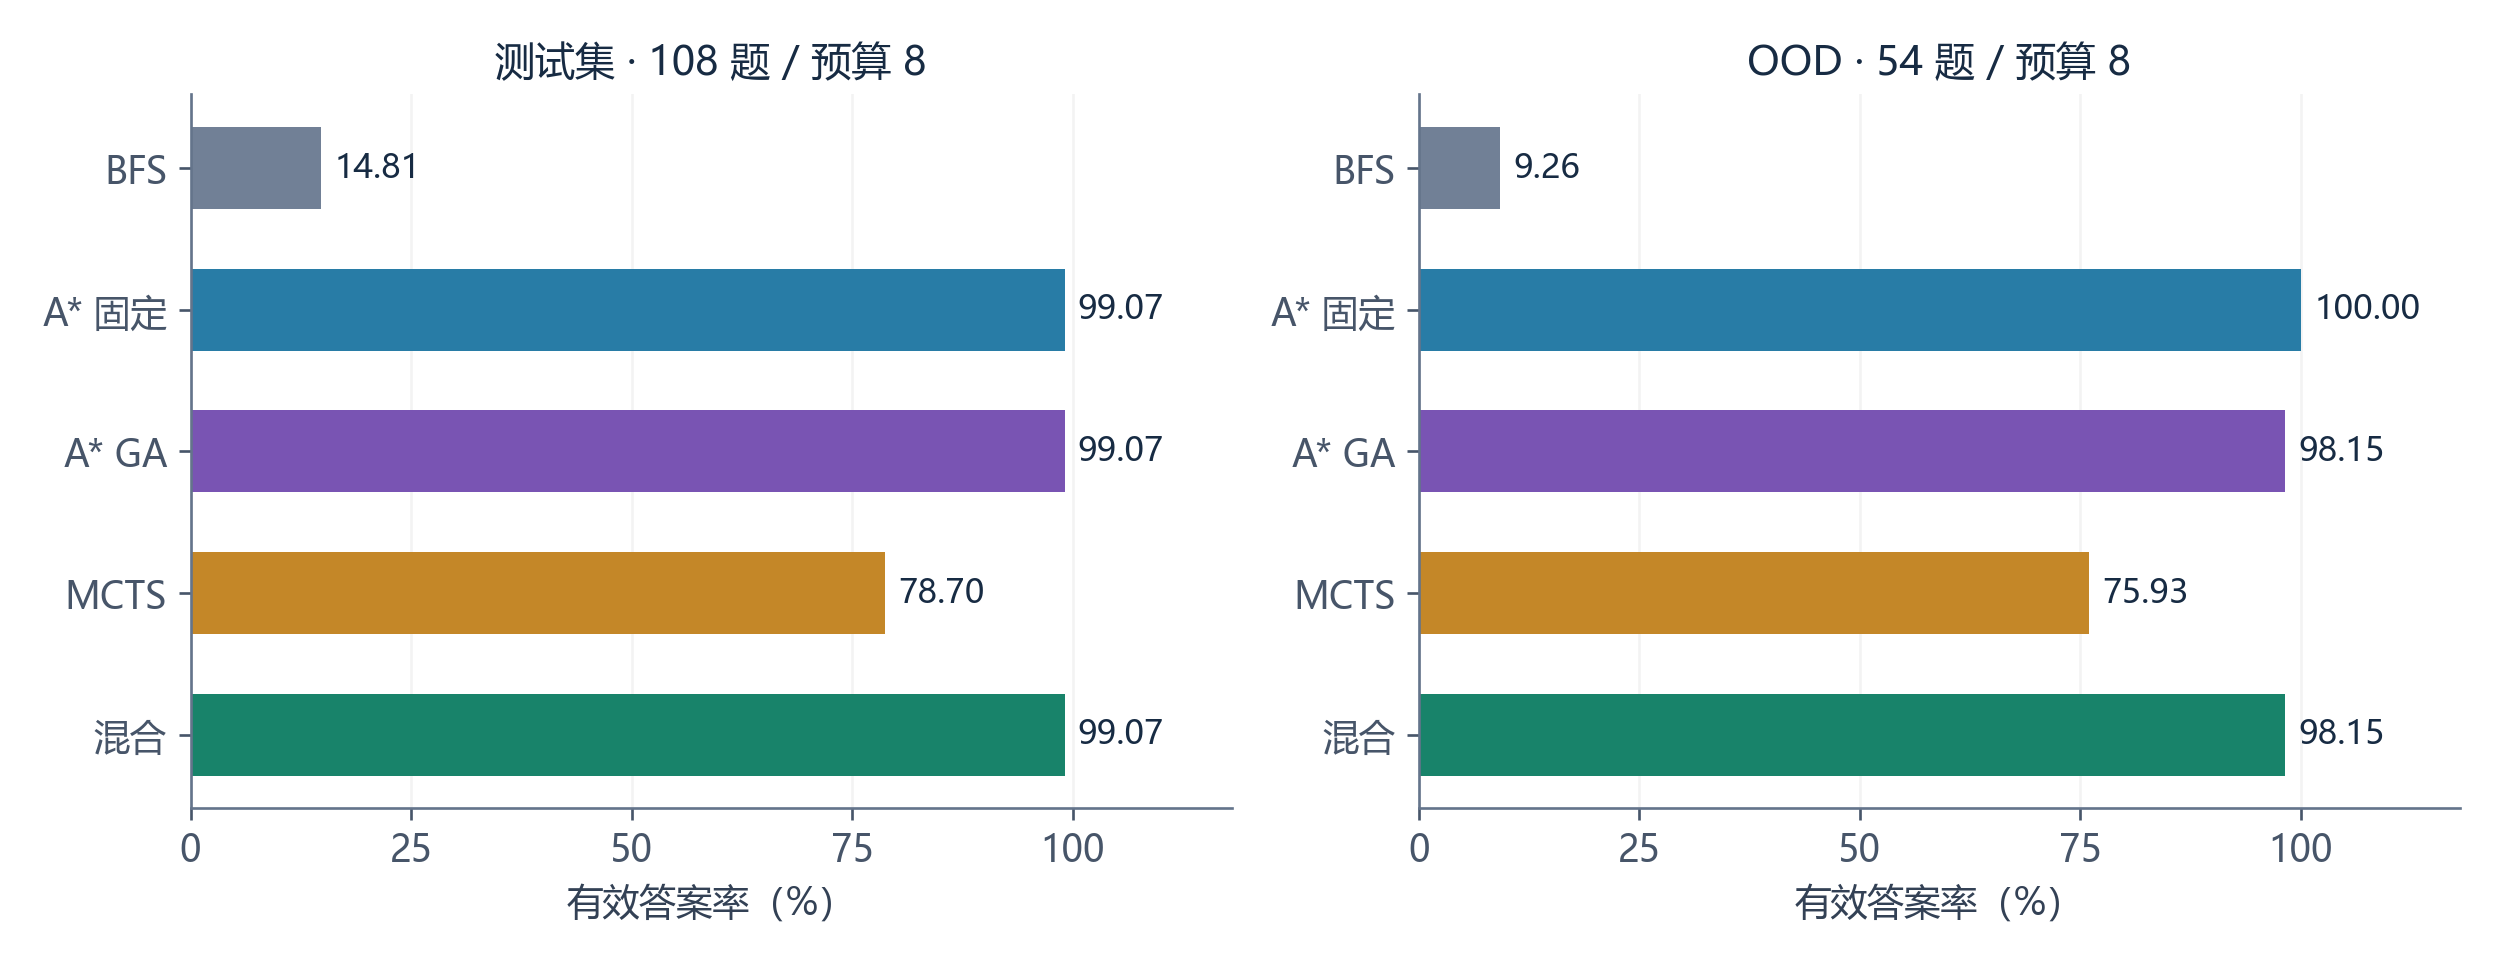 测试集 · 108 题 / 预算 8
BFS
14.81
A* 固定
99.07
A* GA
99.07
MCTS
78.70
混合
99.07
0 25 50 75 100
有效答案率（%）
OOD · 54 题 / 预算 8
BFS
9.26
A* 固定
100.00
A* GA
98.15
MCTS
75.93
混合
98.15
0 25 50 75 100
有效答案率（%）